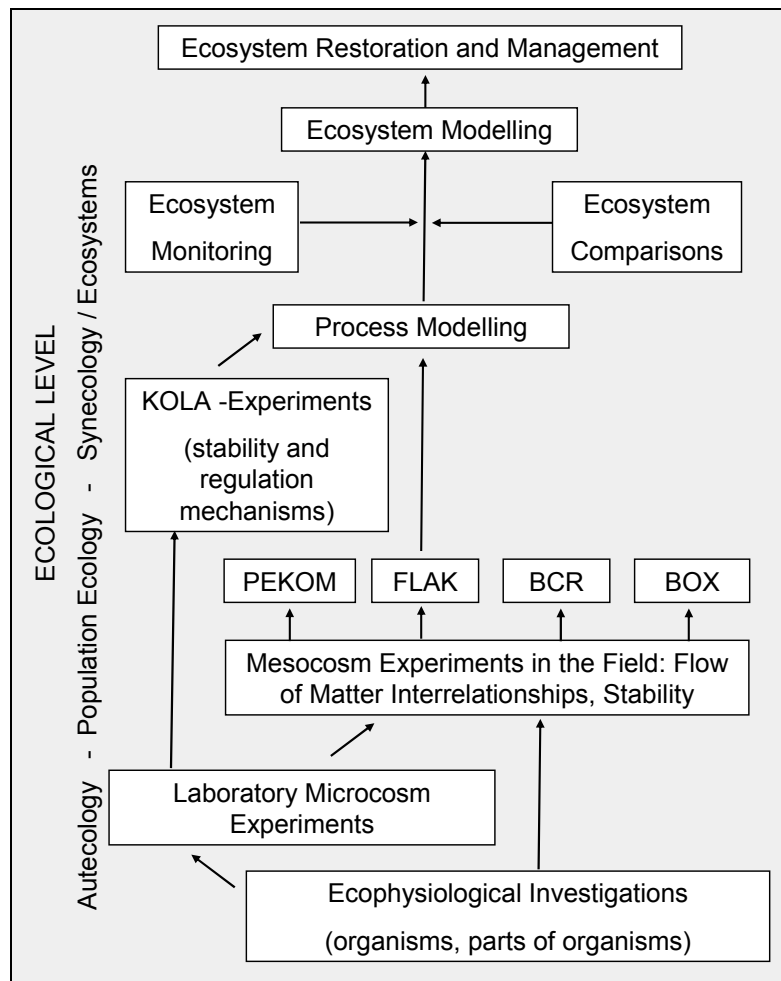 Ecosystem Restoration and Management
Ecosystem Modelling
Ecosystem
Monitoring
Ecosystem
Comparisons
Process Modelling
KOLA -Experiments
(stability and
regulation
mechanisms)
PEKOM
FLAK
BCR
BOX
Mesocosm Experiments in the Field: Flow
of Matter Interrelationships, Stability
Laboratory Microcosm
Experiments
Ecophysiological Investigations
(organisms, parts of organisms)
ECOLOGICAL LEVEL
Autecology - Population Ecology - Synecology / Ecosystems